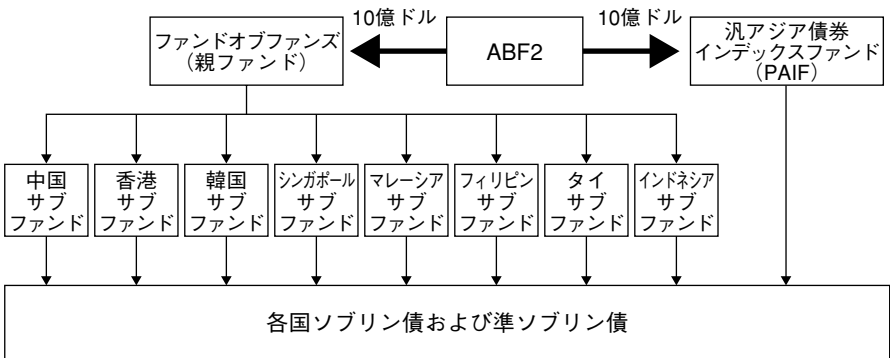 10億ドル
10億ドル
ファンドオブファンズ
（親ファンド）
ABF2
汎アジア債券
インデックスファンド
（PAIF）
中国
サブ
ファンド
香港
サブ
ファンド
韓国
サブ
ファンド
シンガポール
サブ
ファンド
マレーシア
サブ
ファンド
フィリピン
サブ
ファンド
タイ
サブ
ファンド
インドネシア
サブ
ファンド
各国ソブリン債および準ソブリン債